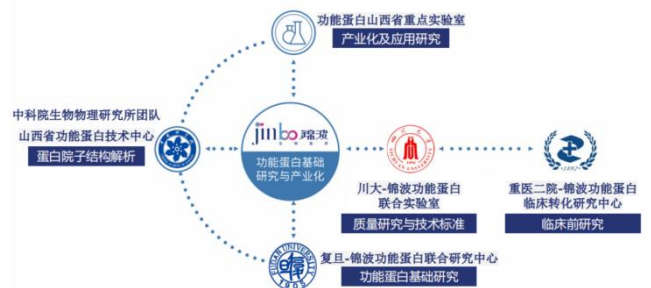 功能蛋白山西省重点实验室
产业化及应用研究
中科院生物物理研究所团队
山西省功能蛋白技术中心
蛋白院子结构解析
jinbo 锦波
功能蛋白基础
研究与产业化
川大-锦波功能蛋白
联合实验室
质量研究与技术标准
重医二院-锦波功能蛋白
临床转化研究中心
临床前研究
1892
复旦-锦波功能蛋白联合研究中心
功能蛋白基础研究
FUDAN UNIVERSITY
1905